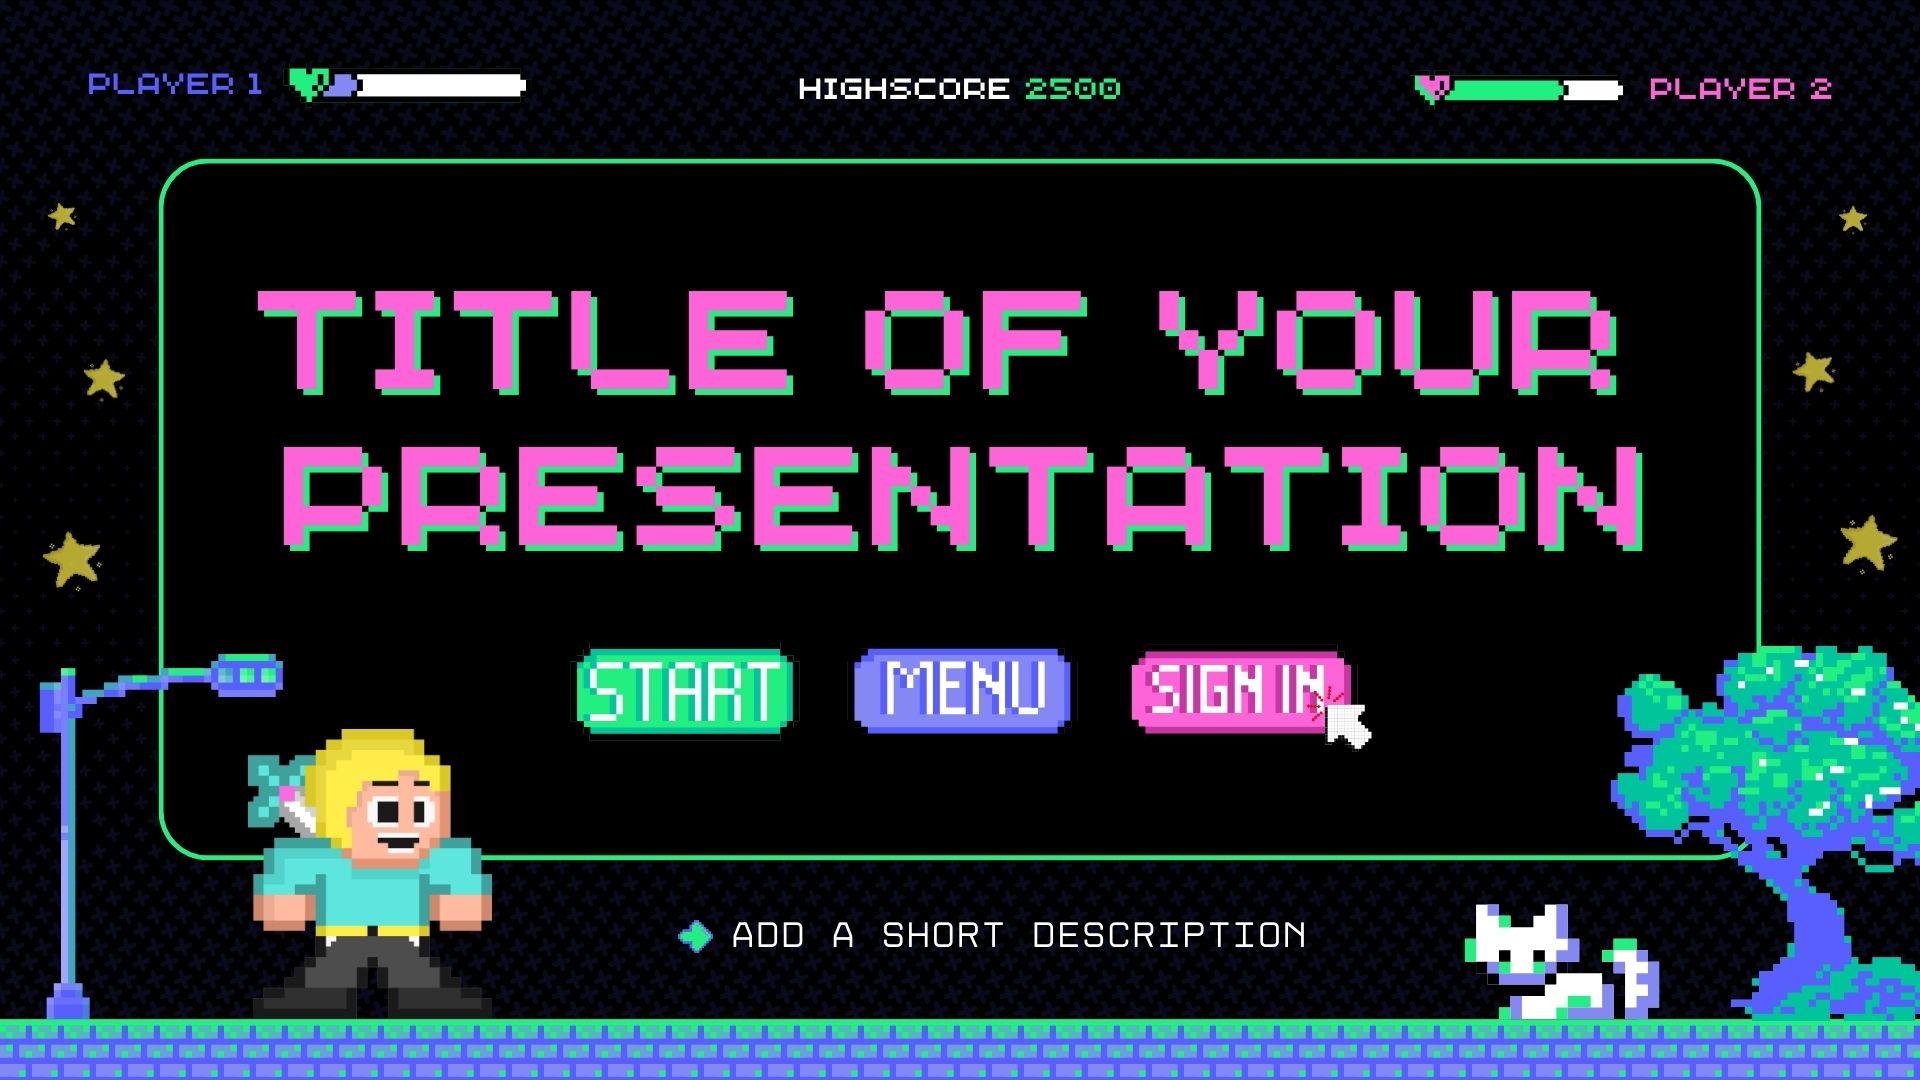 PLAYER 1
HIGHSCORE 2500
PLAYER 2
TITLE OF YOUR
PRESENTATION
START
MENU
SIGN IN
ADD A SHORT DESCRIPTION